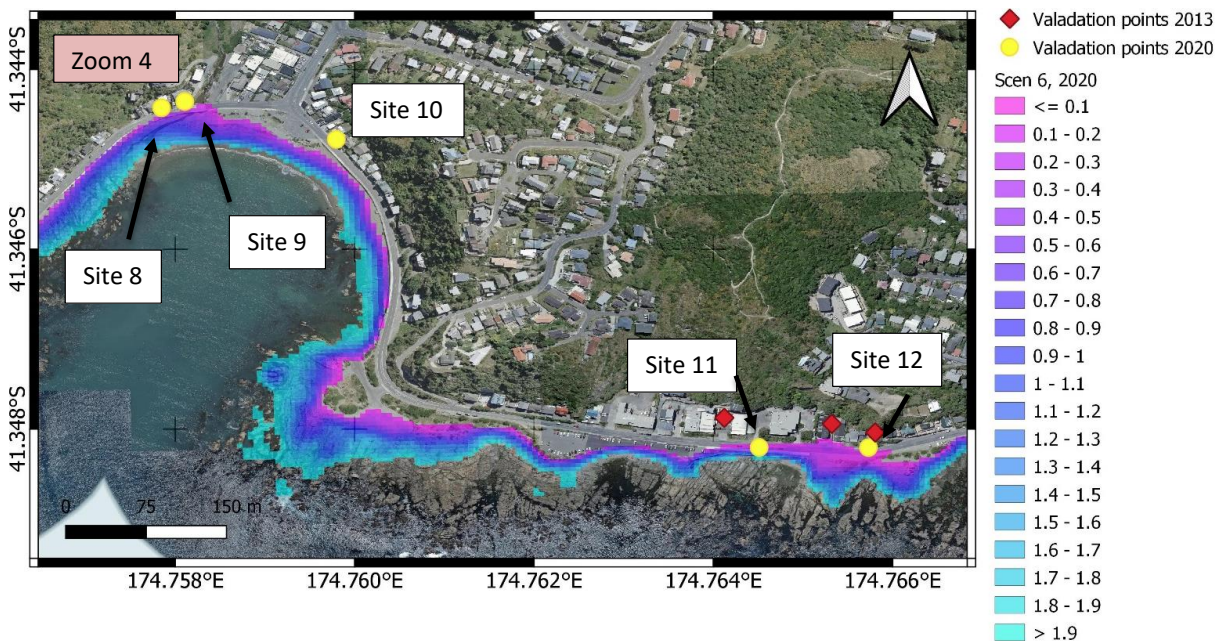 Zoom 4
Site 10
Site 9
Site 8
Site 11
Site 12
41.344°S
41.346°S
41.348°S
0 75 150 m
174.758°E 174.760°E 174.762°E 174.764°E 174.766°E
Valadation points 2013
Valadation points 2020
Scen 6, 2020
<= 0.1
0.1 - 0.2
0.2 - 0.3
0.3 - 0.4
0.4 - 0.5
0.5 - 0.6
0.6 - 0.7
0.7 - 0.8
0.8 - 0.9
0.9 - 1
1 - 1.1
1.1 - 1.2
1.2 - 1.3
1.3 - 1.4
1.4 - 1.5
1.5 - 1.6
1.6 - 1.7
1.7 - 1.8
1.8 - 1.9
> 1.9